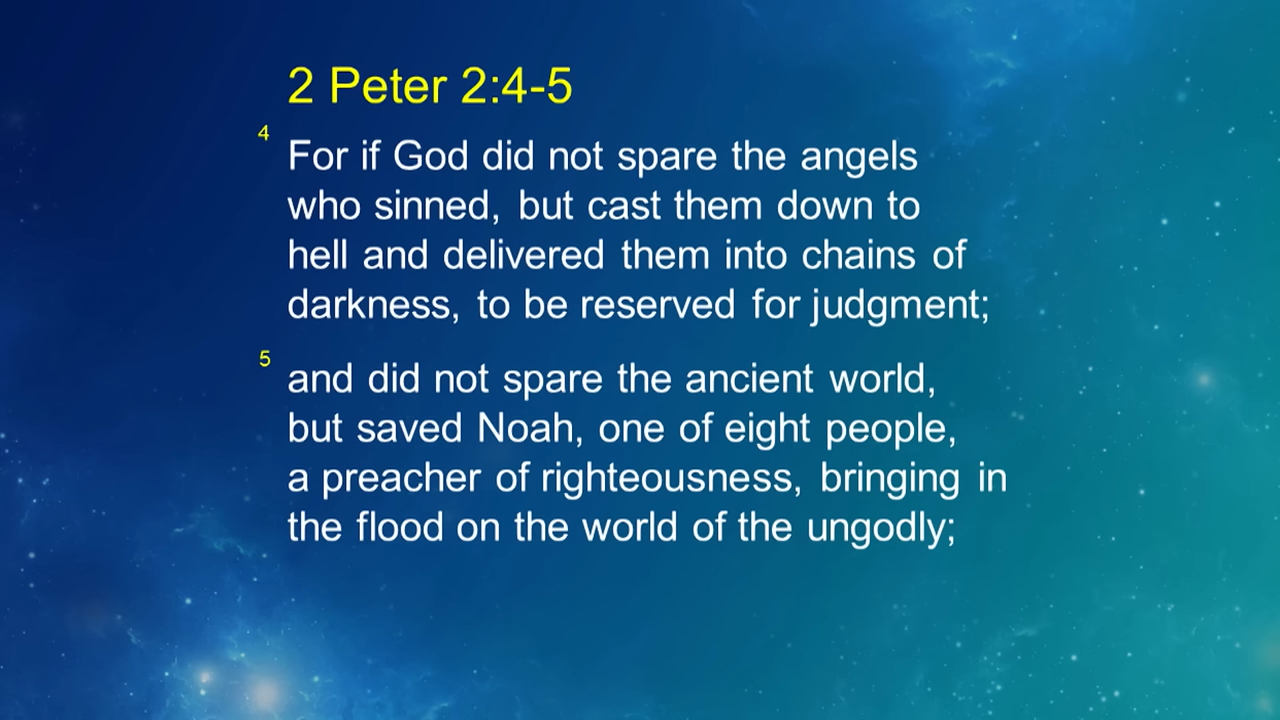 2 Peter 2:4-5
4 For if God did not spare the angels
who sinned, but cast them down to
hell and delivered them into chains of
darkness, to be reserved for judgment;
5 and did not spare the ancient world,
but saved Noah, one of eight people,
a preacher of righteousness, bringing in
the flood on the world of the ungodly;